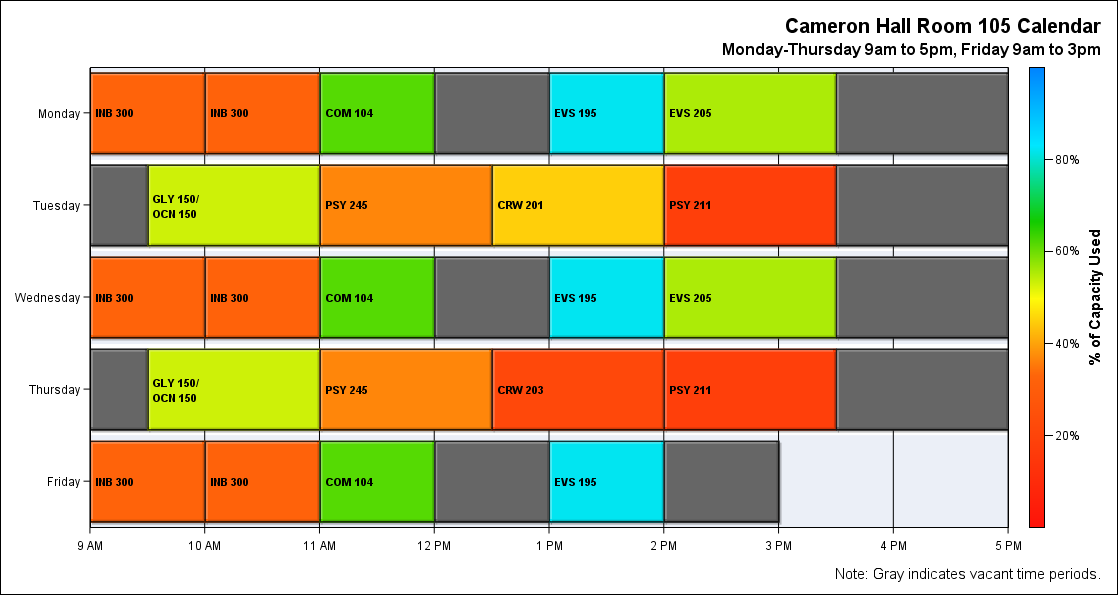 Cameron Hall Room 105 Calendar
Monday-Thursday 9am to 5pm, Friday 9am to 3pm
Monday
INB 300
INB 300
COM 104
EVS 195
EVS 205
Tuesday
GLY 150/
OCN 150
PSY 245
CRW 201
PSY 211
Wednesday
INB 300
INB 300
COM 104
EVS 195
EVS 205
Thursday
GLY 150/
OCN 150
PSY 245
CRW 203
PSY 211
Friday
INB 300
INB 300
COM 104
EVS 195
9 AM
10 AM
11 AM
12 PM
1 PM
2 PM
3 PM
4 PM
5 PM
80%
60%
40%
20%
% of Capacity Used
Note: Gray indicates vacant time periods.